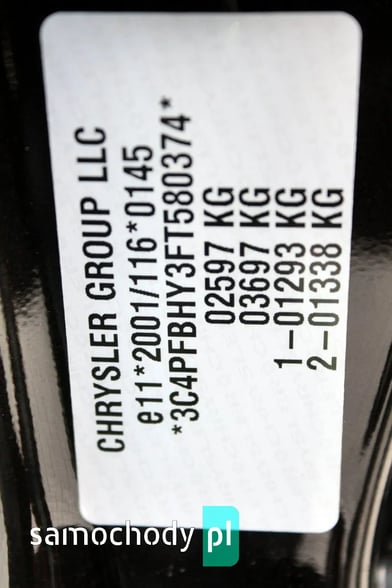 CHRYSLER GROUP LLC
e11*2001/116*0145
*3C4PFBHY3FT580374*
02597 KG
03697 KG
1-01293 KG
2-01338 KG
samochody pl